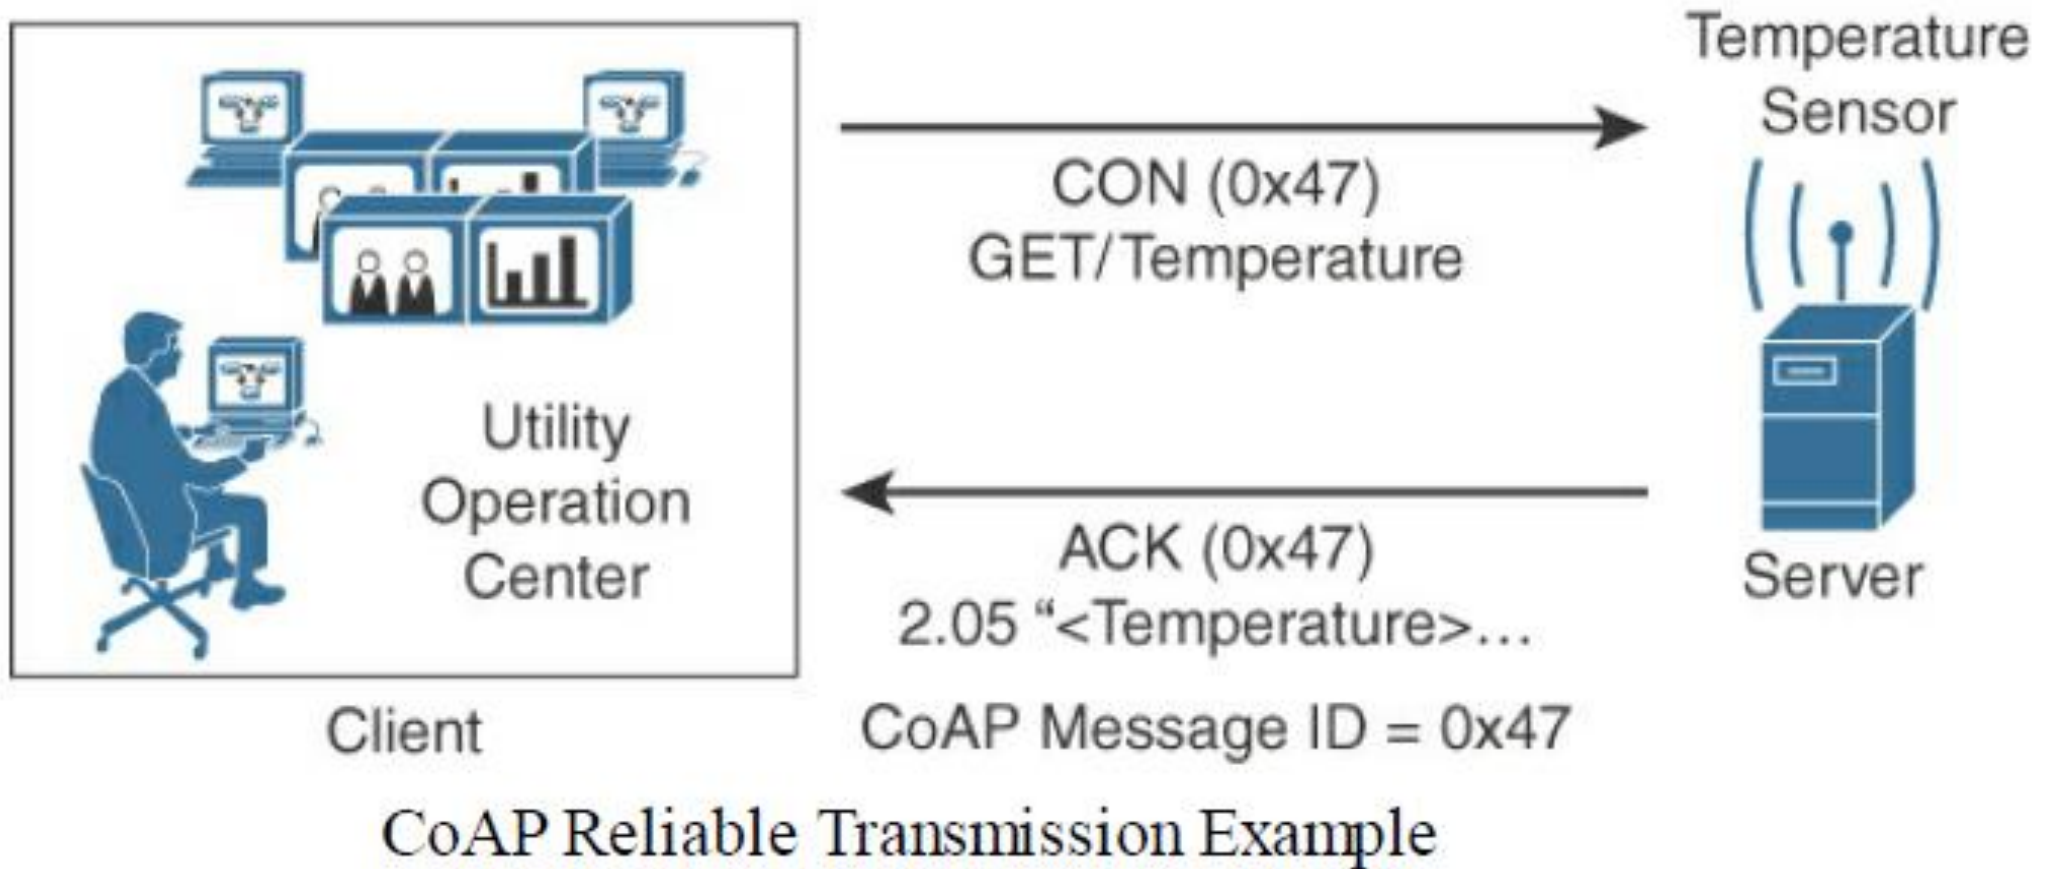 Temperature
Sensor
CON (0x47)
GET/Temperature
Utility
Operation
Center
ACK (0x47)
2.05 “<Temperature>...
Server
Client
CoAP Message ID = 0x47
CoAP Reliable Transmission Example